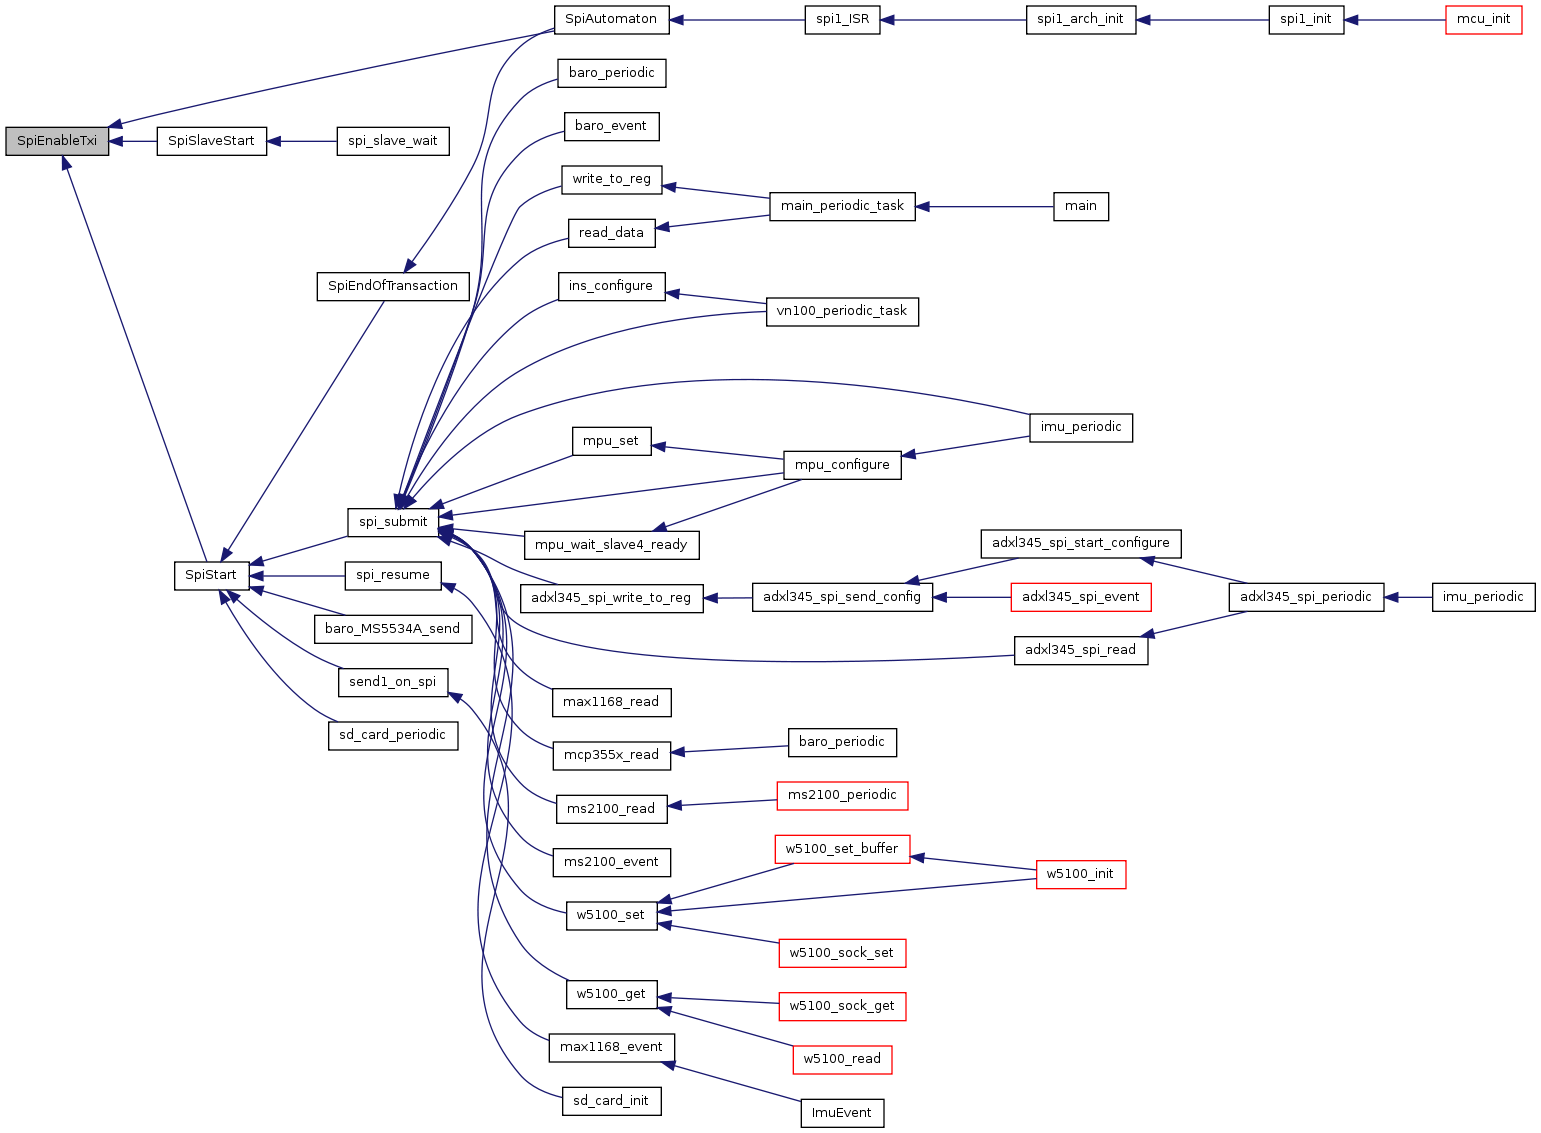 SpiAutomaton
spi1_ISR
spi1_arch_init
spi1_init
mcu_init
baro_periodic
baro_event
SpiEnableTxi
SpiSlaveStart
spi_slave_wait
write_to_reg
main_periodic_task
main
read_data
SpiEndOfTransaction
ins_configure
vn100_periodic_task
imu_periodic
mpu_set
mpu_configure
spi_submit
mpu_wait_slave4_ready
adxl345_spi_start_configure
SpiStart
spi_resume
adxl345_spi_write_to_reg
adxl345_spi_send_config
adxl345_spi_event
adxl345_spi_periodic
imu_periodic
baro_MS5534A_send
adxl345_spi_read
send1_on_spi
max1168_read
sd_card_periodic
mcp355x_read
baro_periodic
ms2100_read
ms2100_periodic
ms2100_event
w5100_set_buffer
w5100_init
w5100_set
w5100_sock_set
w5100_get
w5100_sock_get
max1168_event
w5100_read
sd_card_init
ImuEvent